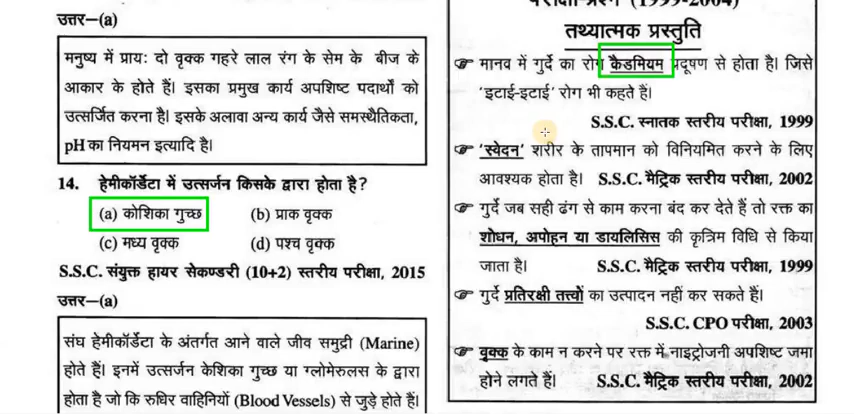 उत्तर–(a)
मनुष्य में प्राय: दो वृक्क गहरे लाल रंग के सेम के बीज के
आकार के होते हैं। इसका प्रमुख कार्य अपशिष्ट पदार्थों को
उत्सर्जित करना है। इसके अलावा अन्य कार्य जैसे समस्थैतिकता,
pH का नियमन इत्यादि है।
14. हेमीकॉर्डेटा में उत्सर्जन किसके द्वारा होता है?
(a) कोशिका गुच्छ (b) प्राक वृक्क
(c) मध्य वृक्क (d) पश्च वृक्क
S.S.C. संयुक्त हायर सेकण्डरी (10+2) स्तरीय परीक्षा, 2015
उत्तर–(a)
संघ हेमीकॉर्डेटा के अंतर्गत आने वाले जीव समुद्री (Marine)
होते हैं। इनमें उत्सर्जन केशिका गुच्छ या ग्लोमेरुलस के द्वारा
होता है जो कि रुधिर वाहिनियों (Blood Vessels) से जुड़े होते हैं।
परीक्षा-प्रश्न (1999-2004)
तथ्यात्मक प्रस्तुति
☞ मानव में गुर्दे का रोग कैडमियम प्रदूषण से होता है। जिसे
'इटाई-इटाई' रोग भी कहते हैं।
S.S.C. स्नातक स्तरीय परीक्षा, 1999
☞ 'स्वेदन' शरीर के तापमान को विनियमित करने के लिए
आवश्यक होता है। S.S.C. मैट्रिक स्तरीय परीक्षा, 2002
☞ गुर्दे जब सही ढंग से काम करना बंद कर देते हैं तो रक्त का
शोधन, अपोहन या डायलिसिस की कृत्रिम विधि से किया
जाता है। S.S.C. मैट्रिक स्तरीय परीक्षा, 1999
☞ गुर्दे प्रतिरक्षी तत्त्वों का उत्पादन नहीं कर सकते हैं।
S.S.C. CPO परीक्षा, 2003
☞ वृक्क के काम न करने पर रक्त में नाइट्रोजनी अपशिष्ट जमा
होने लगते हैं। S.S.C. मैट्रिक स्तरीय परीक्षा, 2002